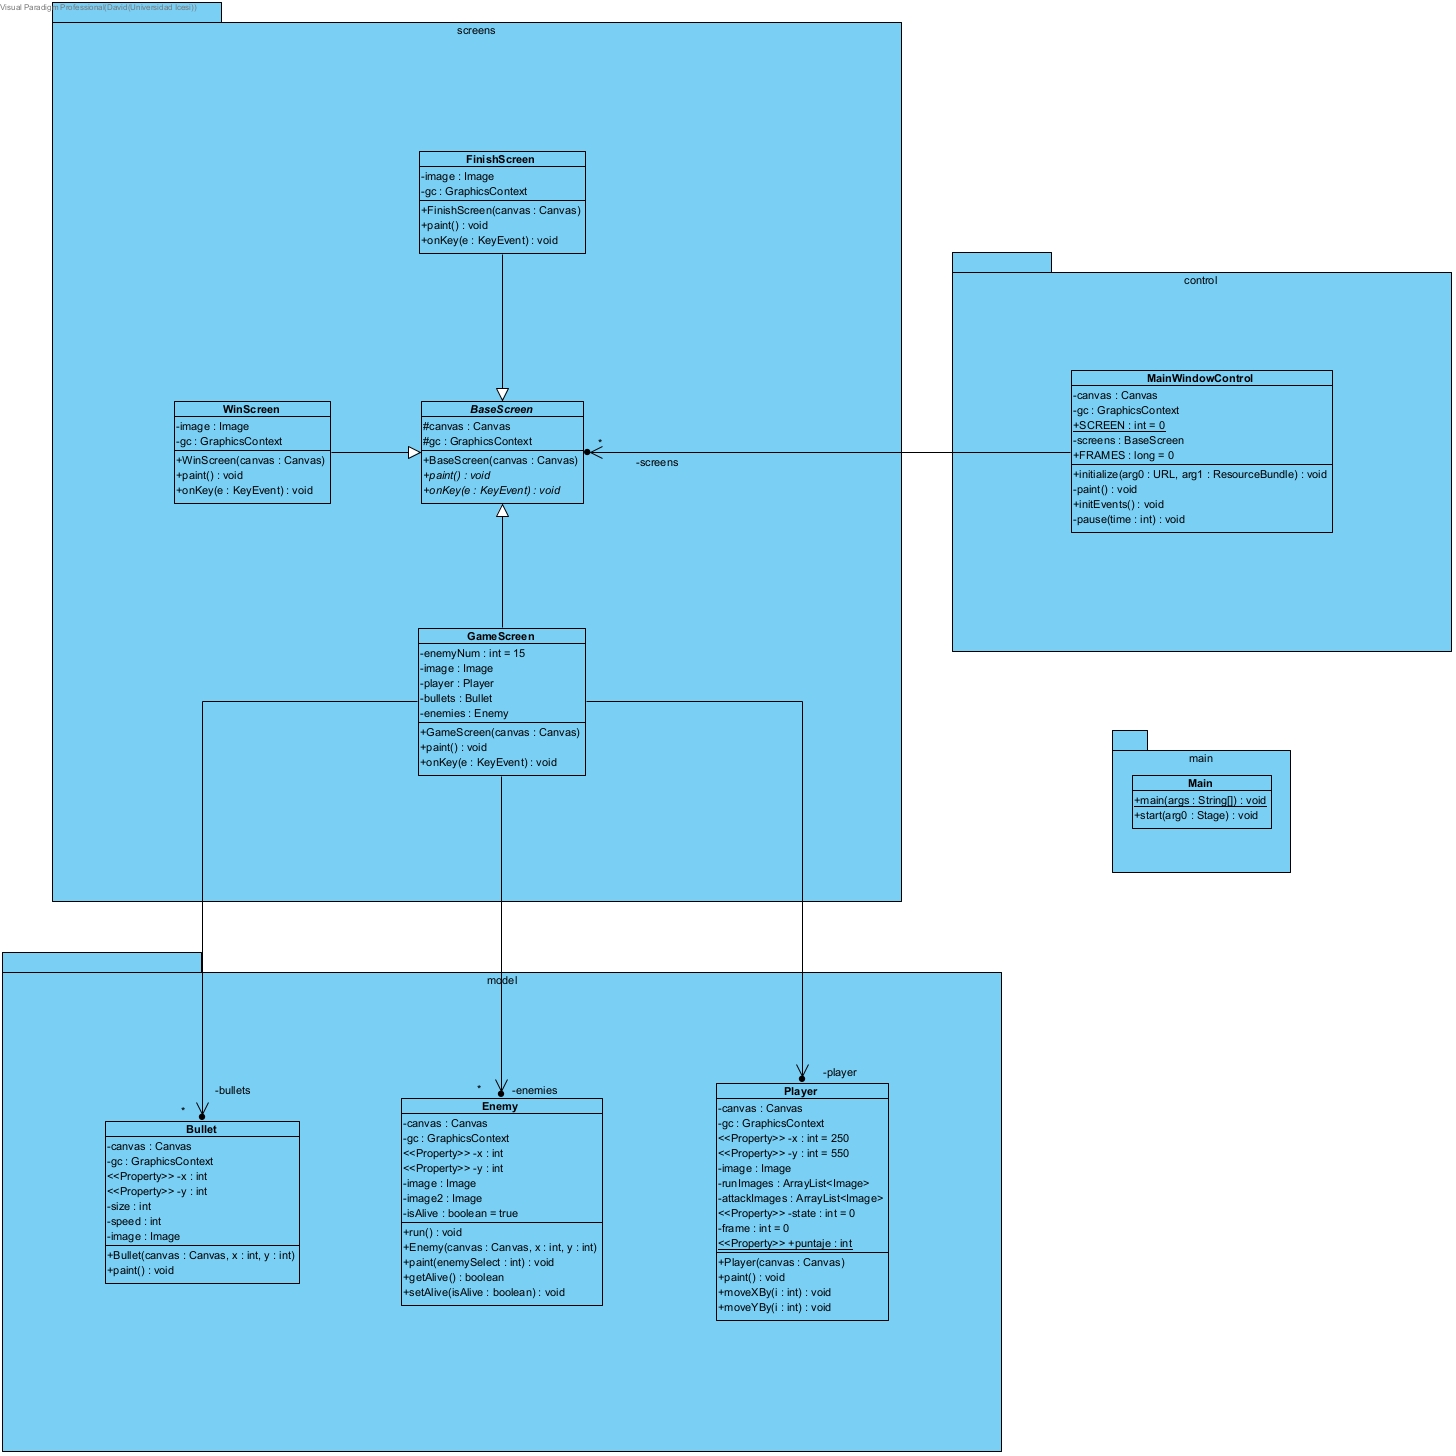 Visual Paradigm Professional(David(Universidad Icesi))
screens
FinishScreen
-image : Image
-gc : GraphicsContext
+FinishScreen(canvas : Canvas)
+paint() : void
+onKey(e : KeyEvent) : void
WinScreen
-image : Image
-gc : GraphicsContext
+WinScreen(canvas : Canvas)
+paint() : void
+onKey(e : KeyEvent) : void
BaseScreen
#canvas : Canvas
#gc : GraphicsContext
+BaseScreen(canvas : Canvas)
+paint() : void
+onKey(e : KeyEvent) : void
*
-screens
control
MainWindowControl
-canvas : Canvas
-gc : GraphicsContext
+SCREEN : int = 0
-screens : BaseScreen
+FRAMES : long = 0
+initialize(arg0 : URL, arg1 : ResourceBundle) : void
-paint() : void
+initEvents() : void
-pause(time : int) : void
GameScreen
-enemyNum : int = 15
-image : Image
-player : Player
-bullets : Bullet
-enemies : Enemy
+GameScreen(canvas : Canvas)
+paint() : void
+onKey(e : KeyEvent) : void
main
Main
+main(args : String[]) : void
+start(arg0 : Stage) : void
model
-bullets
*
Bullet
-canvas : Canvas
-gc : GraphicsContext
<<Property>> -x : int
<<Property>> -y : int
-size : int
-speed : int
-image : Image
+Bullet(canvas : Canvas, x : int, y : int)
+paint() : void
*
-enemies
Enemy
-canvas : Canvas
-gc : GraphicsContext
<<Property>> -x : int
<<Property>> -y : int
-image : Image
-image2 : Image
-isAlive : boolean = true
+run() : void
+Enemy(canvas : Canvas, x : int, y : int)
+paint(enemySelect : int) : void
+getAlive() : boolean
+setAlive(isAlive : boolean) : void
-player
Player
-canvas : Canvas
-gc : GraphicsContext
<<Property>> -x : int = 250
<<Property>> -y : int = 550
-image : Image
-runImages : ArrayList<Image>
-attackImages : ArrayList<Image>
<<Property>> -state : int = 0
-frame : int = 0
<<Property>> +puntaje : int
+Player(canvas : Canvas)
+paint() : void
+moveXBy(i : int) : void
+moveYBy(i : int) : void